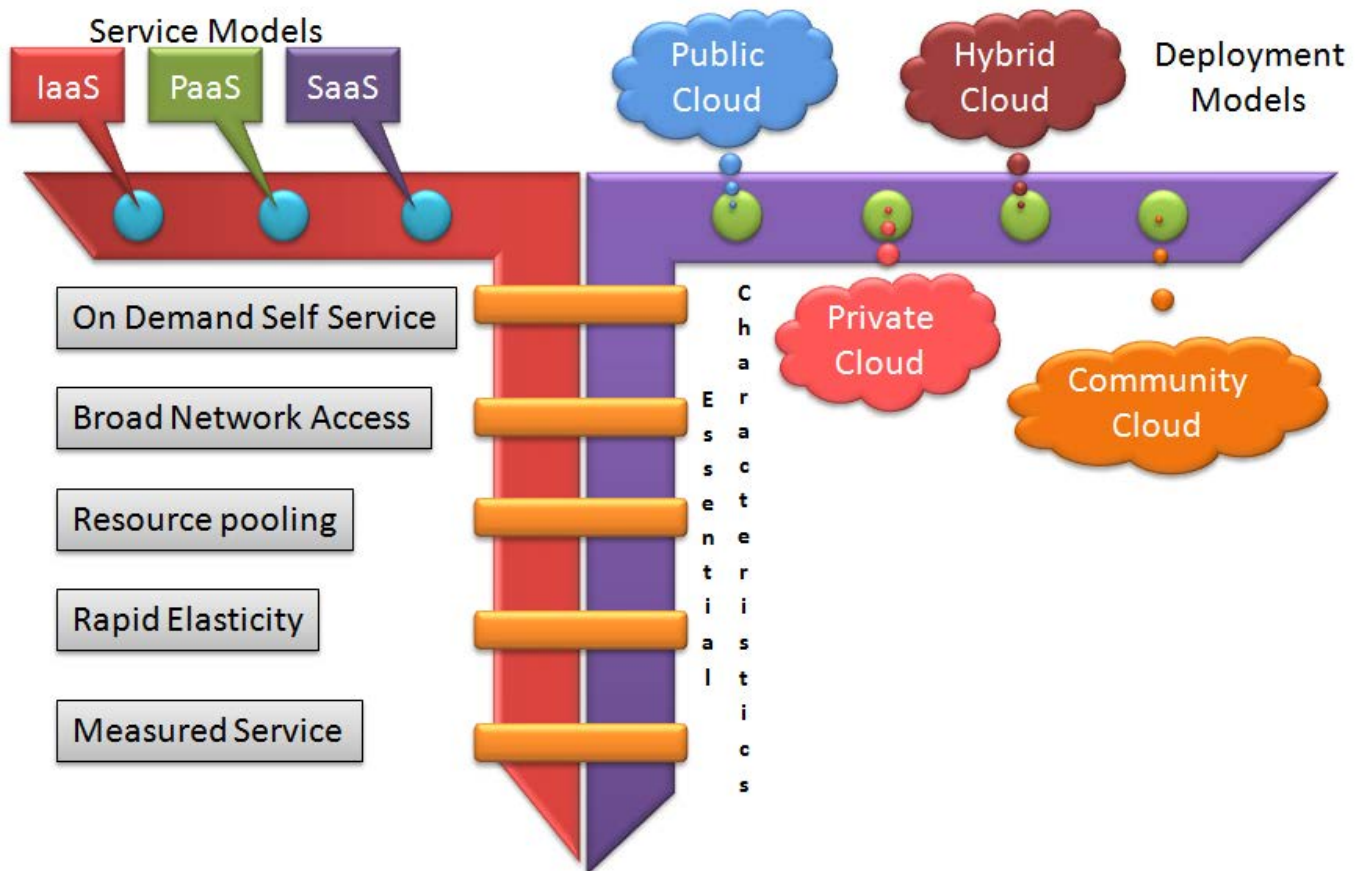 Service Models
IaaS
PaaS
SaaS
Public
Cloud
Hybrid
Cloud
Deployment
Models
Private
Cloud
Community
Cloud
On Demand Self Service
Broad Network Access
Resource pooling
Rapid Elasticity
Measured Service
Essential
Characteristics